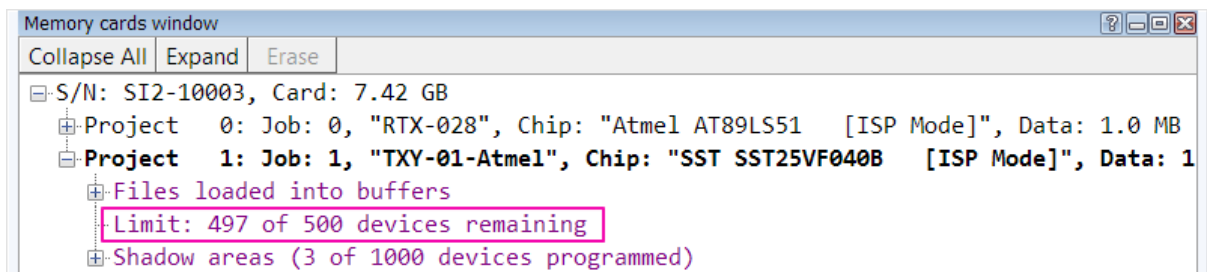 Memory cards window
Collapse All Expand Erase
S/N: SI2-10003, Card: 7.42 GB
Project 0: Job: 0, "RTX-028", Chip: "Atmel AT89LS51 [ISP Mode]", Data: 1.0 MB
Project 1: Job: 1, "TXY-01-Atmel", Chip: "SST SST25VF040B [ISP Mode]", Data: 1
Files loaded into buffers
Limit: 497 of 500 devices remaining
Shadow areas (3 of 1000 devices programmed)